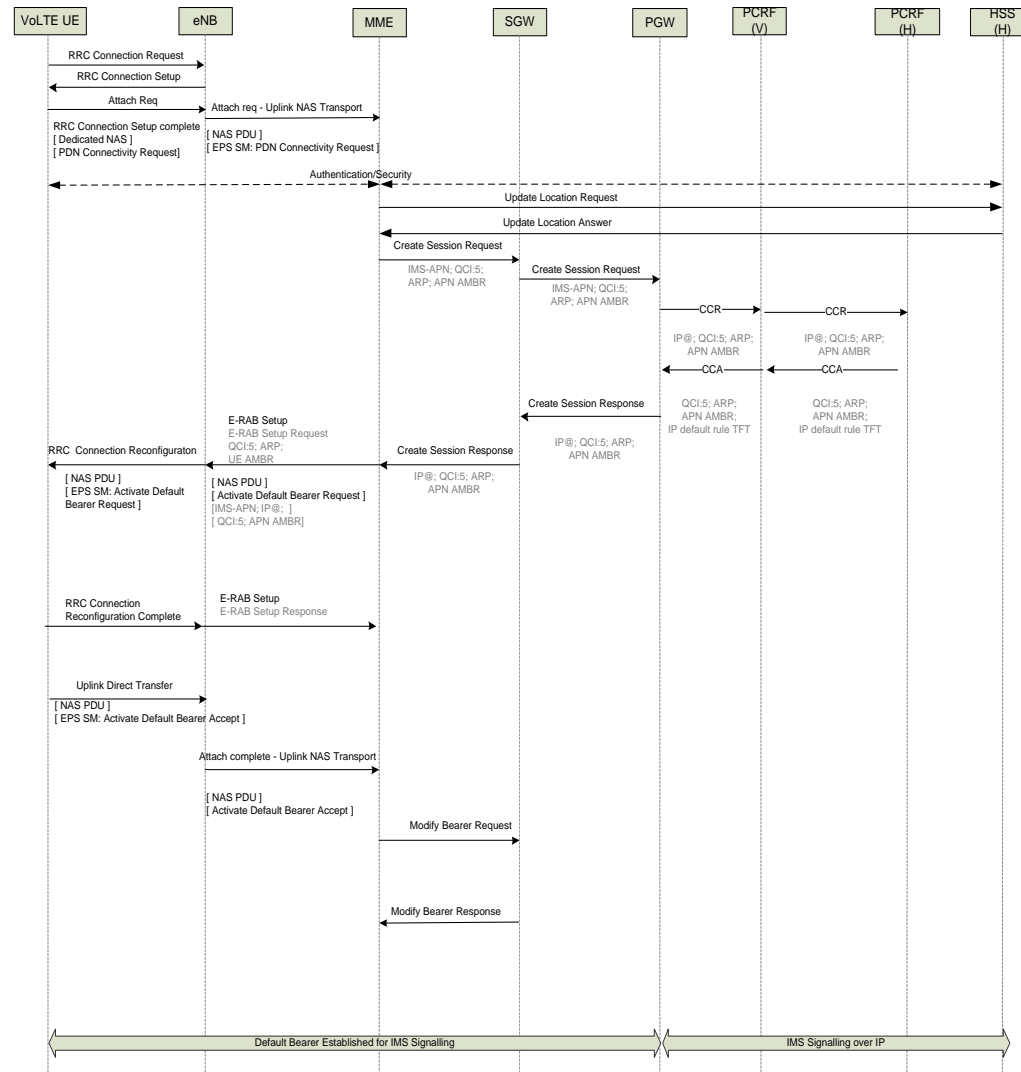 VoLTE UE
eNB
MME
SGW
PGW
PCRF
(V)
PCRF
(H)
HSS
(H)
RRC Connection Request
RRC Connection Setup
Attach Req
Attach req - Uplink NAS Transport
RRC Connection Setup complete
[ Dedicated NAS ]
[ PDN Connectivity Request]
[ NAS PDU ]
[ EPS SM: PDN Connectivity Request ]
Authentication/Security
Update Location Request
Update Location Answer
Create Session Request
IMS-APN; QCI:5;
ARP; APN AMBR
Create Session Request
IMS-APN; QCI:5;
ARP; APN AMBR
CCR
CCR
IP@; QCI:5; ARP;
APN AMBR
IP@; QCI:5; ARP;
APN AMBR
CCA
CCA
QCI:5; ARP;
APN AMBR;
IP default rule TFT
QCI:5; ARP;
APN AMBR;
IP default rule TFT
Create Session Response
IP@; QCI:5; ARP;
APN AMBR
E-RAB Setup
E-RAB Setup Request
QCI:5; ARP;
UE AMBR
RRC Connection Reconfiguraton
Create Session Response
IP@; QCI:5; ARP;
APN AMBR
[ NAS PDU ]
[ EPS SM: Activate Default
Bearer Request ]
[ NAS PDU ]
[ Activate Default Bearer Request ]
[IMS-APN; IP@; ]
[ QCI:5; APN AMBR]
RRC Connection
Reconfiguration Complete
E-RAB Setup
E-RAB Setup Response
Uplink Direct Transfer
[ NAS PDU ]
[ EPS SM: Activate Default Bearer Accept ]
Attach complete - Uplink NAS Transport
[ NAS PDU ]
[ Activate Default Bearer Accept ]
Modify Bearer Request
Modify Bearer Response
Default Bearer Established for IMS Signalling
IMS Signalling over IP